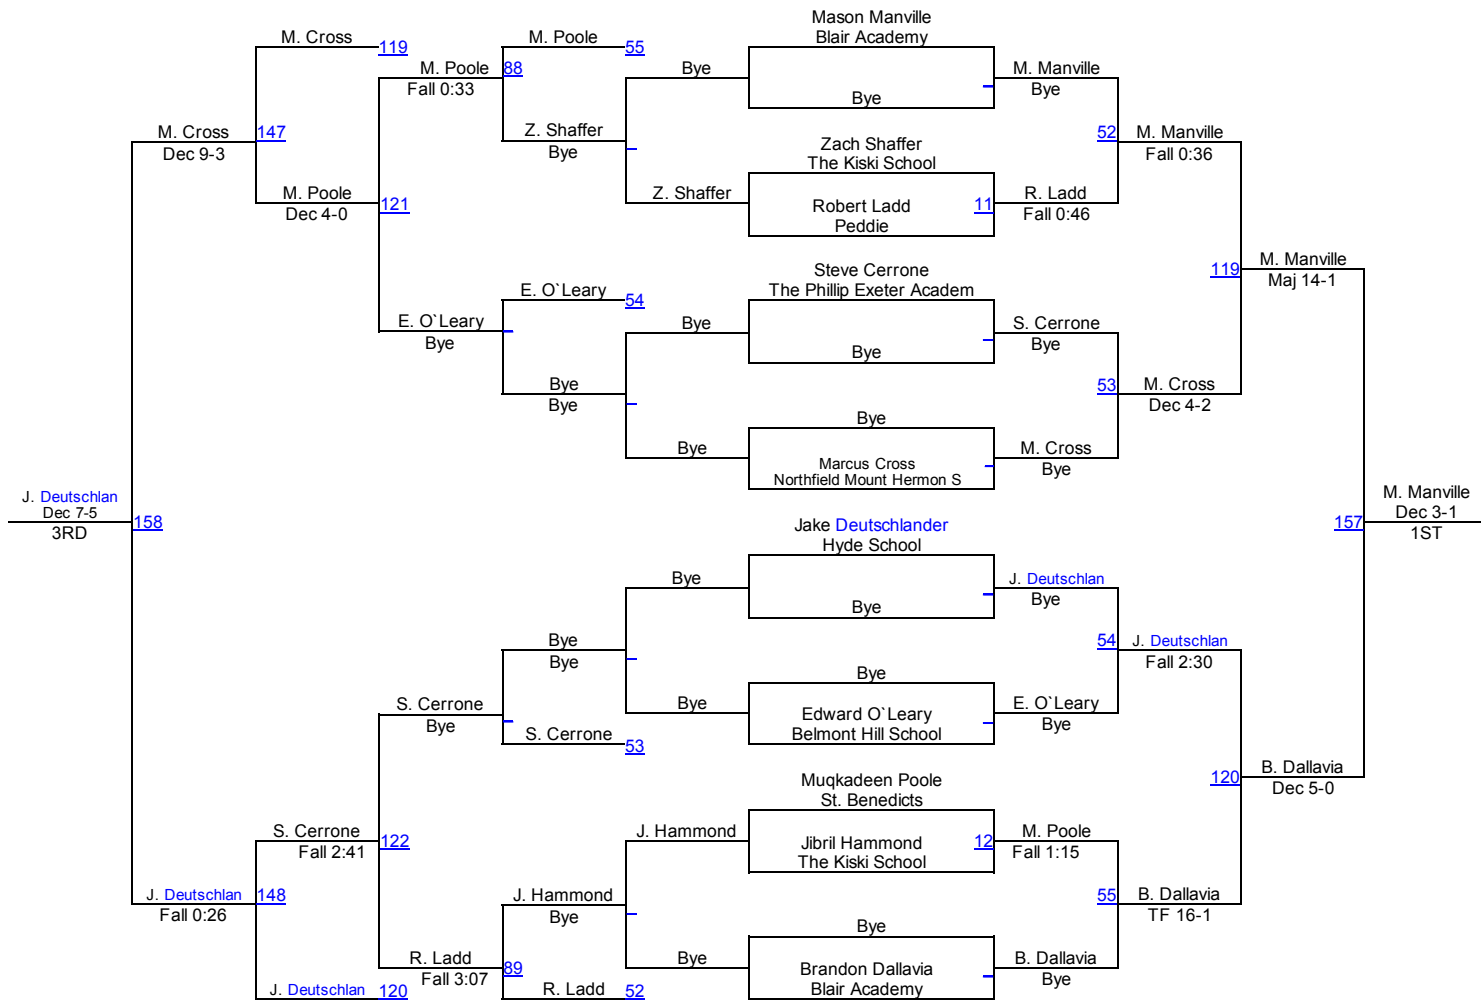 Mason Manville
Blair Academy
M. Cross
119
M. Poole
55
M. Poole
88
Fall 0:33
Bye
Bye
M. Manville
Bye
M. Cross
147
Dec 9-3
Z. Shaffer
Bye
Zach Shaffer
The Kiski School
52
M. Manville
Fall 0:36
M. Poole
121
Dec 4-0
Z. Shaffer
Robert Ladd
Peddie
11
R. Ladd
Fall 0:46
Steve Cerrone
The Phillip Exeter Academ
119
M. Manville
Maj 14-1
E. O`Leary
54
E. O`Leary
Bye
Bye
Bye
S. Cerrone
Bye
Bye
Bye
53
M. Cross
Dec 4-2
Bye
Bye
Marcus Cross
Northfield Mount Hermon S
M. Cross
Bye
J. Deutschlan
Dec 7-5
3RD
158
Jake Deutschlander
Hyde School
157
M. Manville
Dec 3-1
1ST
Bye
Bye
J. Deutschlan
Bye
Bye
Bye
54
J. Deutschlan
Fall 2:30
S. Cerrone
Bye
Bye
Bye
Edward O`Leary
Belmont Hill School
E. O`Leary
Bye
S. Cerrone
53
Muqkadeen Poole
St. Benedicts
120
B. Dallavia
Dec 5-0
S. Cerrone
Fall 2:41
122
J. Hammond
Jibril Hammond
The Kiski School
12
M. Poole
Fall 1:15
J. Deutschlan
148
Fall 0:26
J. Hammond
Bye
55
B. Dallavia
TF 16-1
Bye
R. Ladd
Fall 3:07
89
Bye
Brandon Dallavia
Blair Academy
B. Dallavia
Bye
J. Deutschlan
120
R. Ladd
52